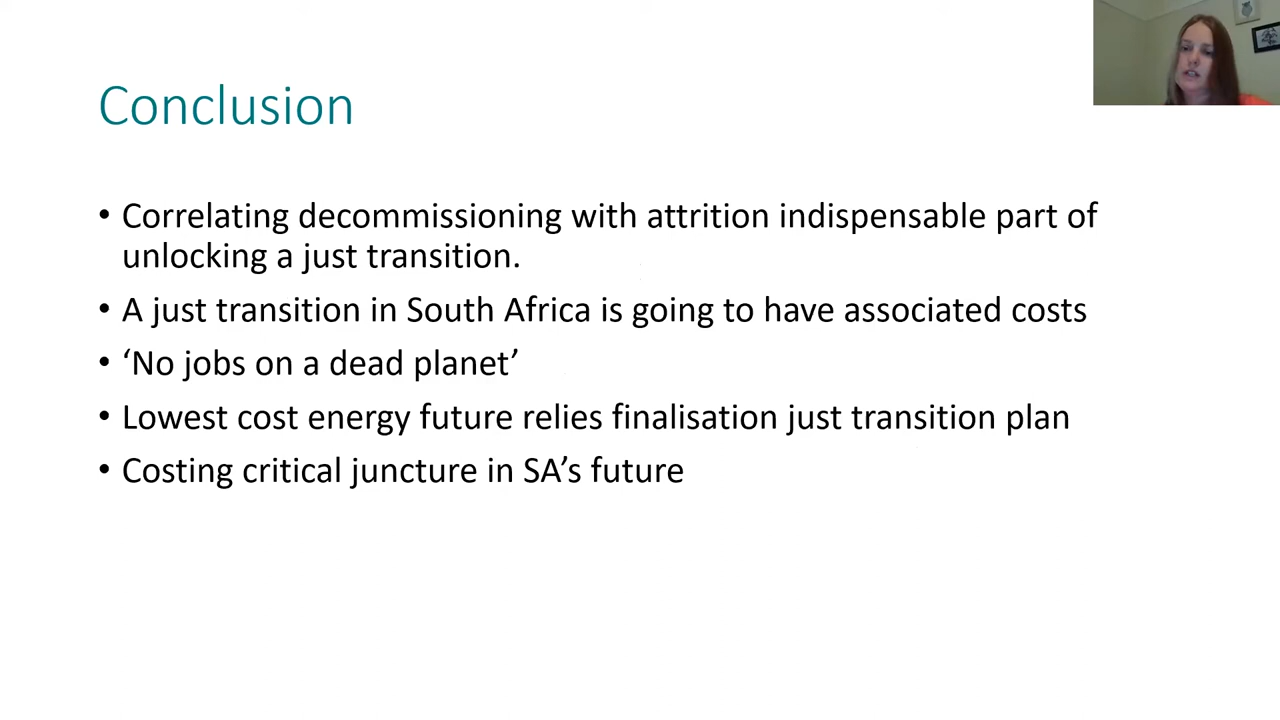 Conclusion
• Correlating decommissioning with attrition indispensable part of
unlocking a just transition.
• A just transition in South Africa is going to have associated costs
• ‘No jobs on a dead planet’
• Lowest cost energy future relies finalisation just transition plan
• Costing critical juncture in SA’s future